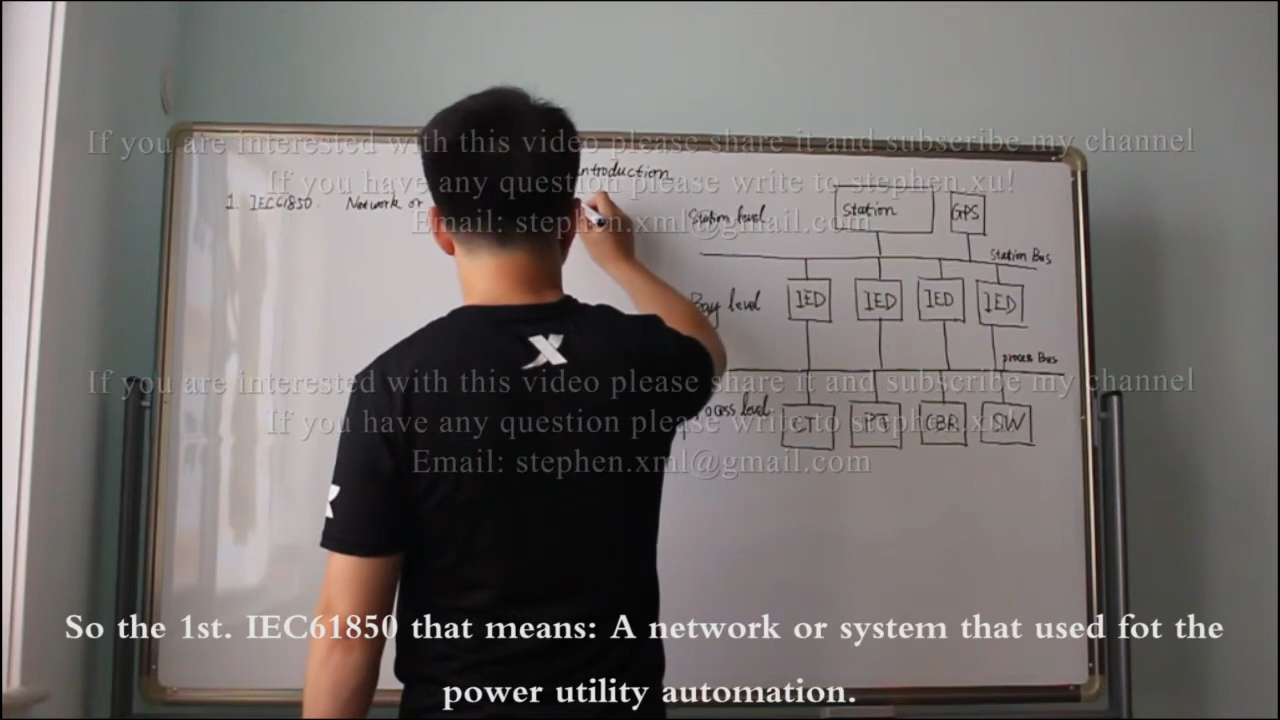 If you are interested with this video please share it and subscribe my channel
If you have any question please write to stephen.xu!
Email: stephen.xml@gmail.com
introduction
1. IEC61850. Network or
Station level
Station
GPS
Station Bus
Bay level
IED
IED
IED
IED
process Bus
If you are interested with this video please share it and subscribe my channel
If you have any question please write to stephen.xu!
Email: stephen.xml@gmail.com
process level
CT
PT
CBR
SW
So the 1st. IEC61850 that means: A network or system that used fot the
power utility automation.